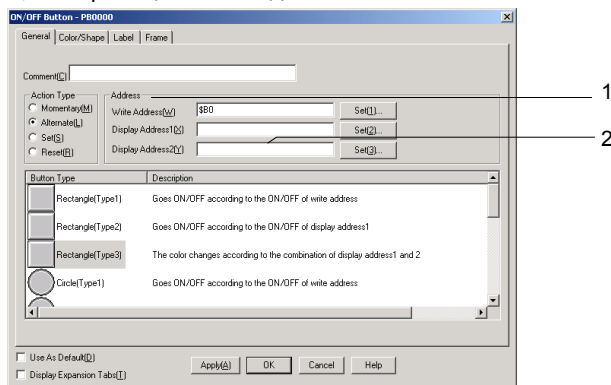 ON/OFF Button - PB0000
General Color/Shape Label Frame
Comment(C)
Action Type
Momentary(M)
Alternate(L)
Set(S)
Reset(R)
Address
Write Address(W) $B0 Set(1)...
Display Address1(X) Set(2)...
Display Address2(Y) Set(3)...
1
2
Button Type Description
Rectangle(Type1) Goes ON/OFF according to the ON/OFF of write address
Rectangle(Type2) Goes ON/OFF according to the ON/OFF of display address1
Rectangle(Type3) The color changes according to the combination of display address1 and 2
Circle(Type1) Goes ON/OFF according to the ON/OFF of write address
Use As Default(D)
Display Expansion Tabs(T)
Apply(A) OK Cancel Help